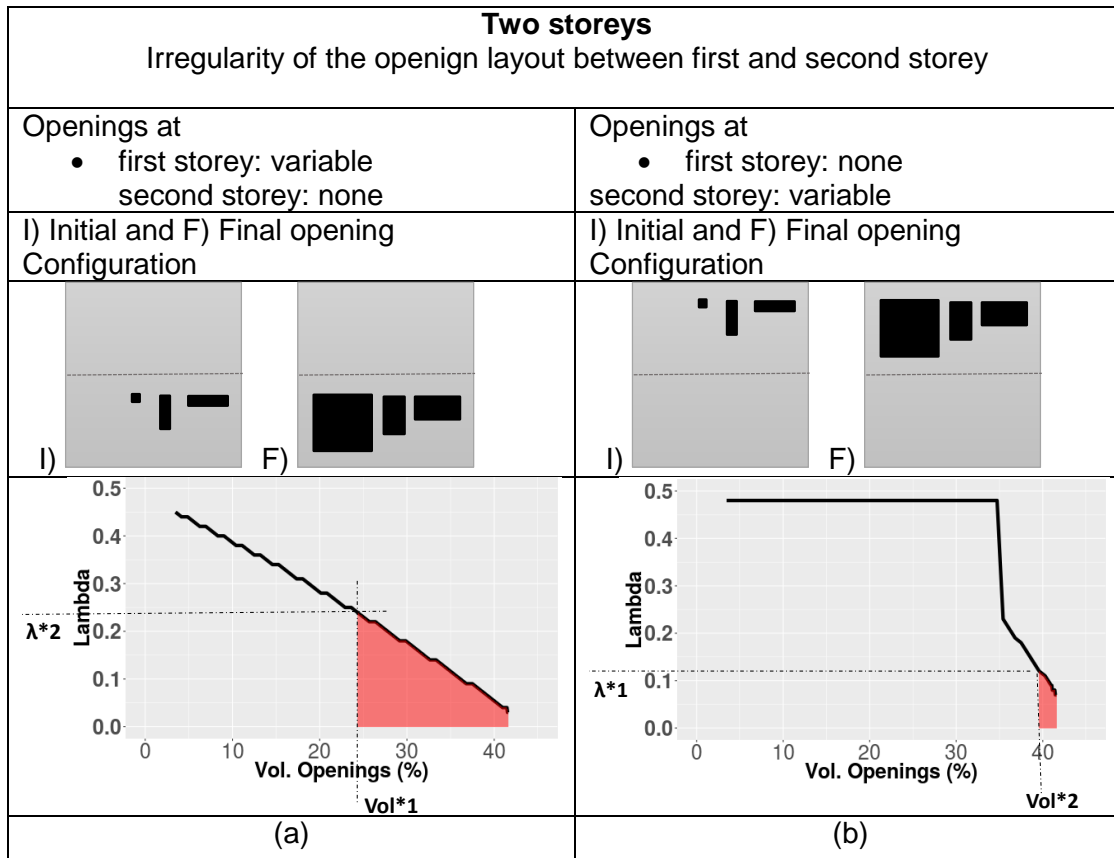 Two storeys
Irregularity of the openign layout between first and second storey
Openings at
• first storey: variable
second storey: none
Openings at
• first storey: none
second storey: variable
I) Initial and F) Final opening
Configuration
I) Initial and F) Final opening
Configuration
I)
F)
I)
F)
0.5
0.4
0.3
0.2
0.1
0.0
Lambda
λ*2
0 10 20 30 40
Vol. Openings (%)
Vol*1
0.5
0.4
0.3
0.2
0.1
0.0
Lambda
λ*1
0 10 20 30 40
Vol. Openings (%)
Vol*2
(a)
(b)